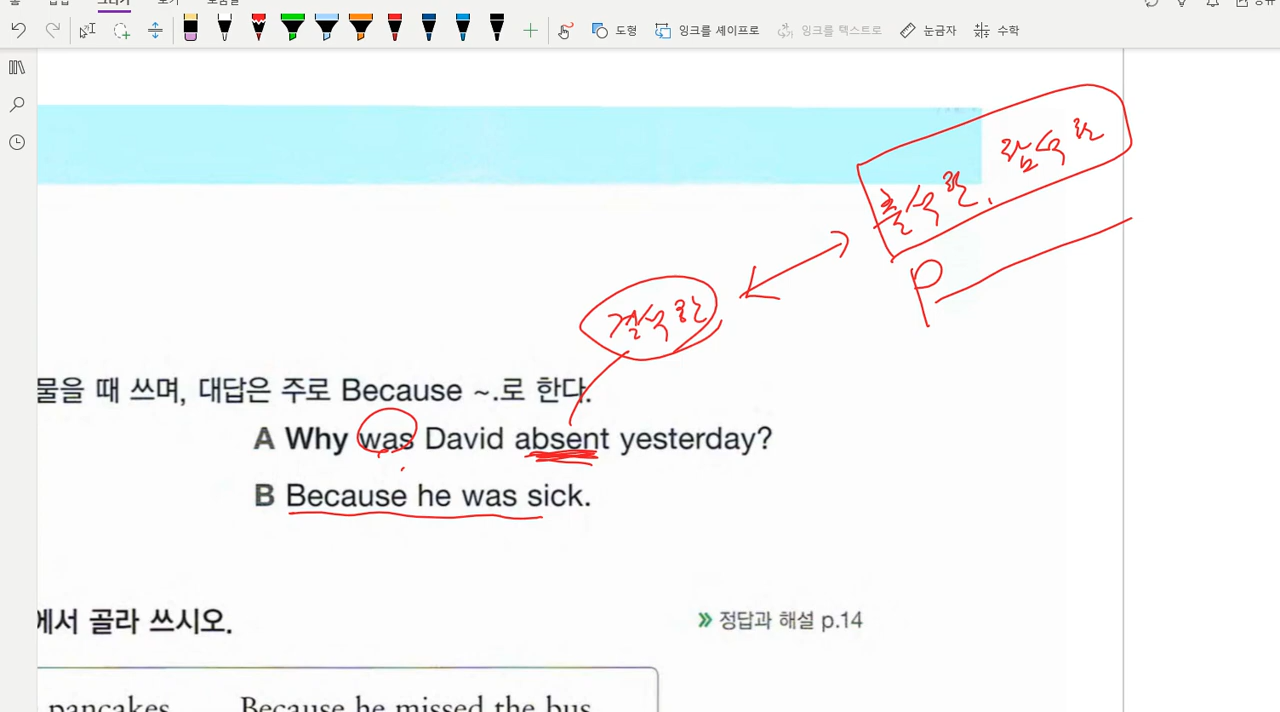 도형 잉크를 셰이프로 잉크를 텍스트로 눈금자 수학
출석한, 참석한
P
결석한
물을 때 쓰며, 대답은 주로 Because ~.로 한다.
A Why was David absent yesterday?
B Because he was sick.
에서 골라 쓰시오.
정답과 해설 p.14
pancakes Because he missed the bus